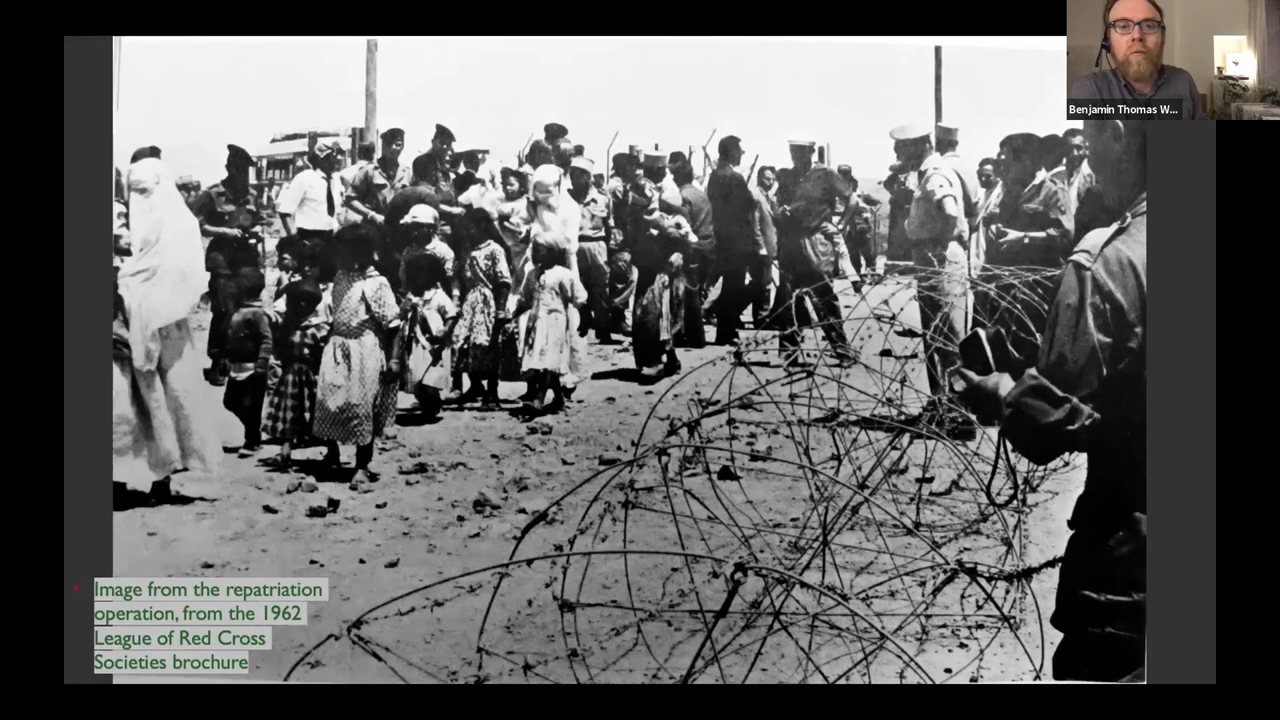 Benjamin Thomas W...
Image from the repatriation
operation, from the 1962
League of Red Cross
Societies brochure